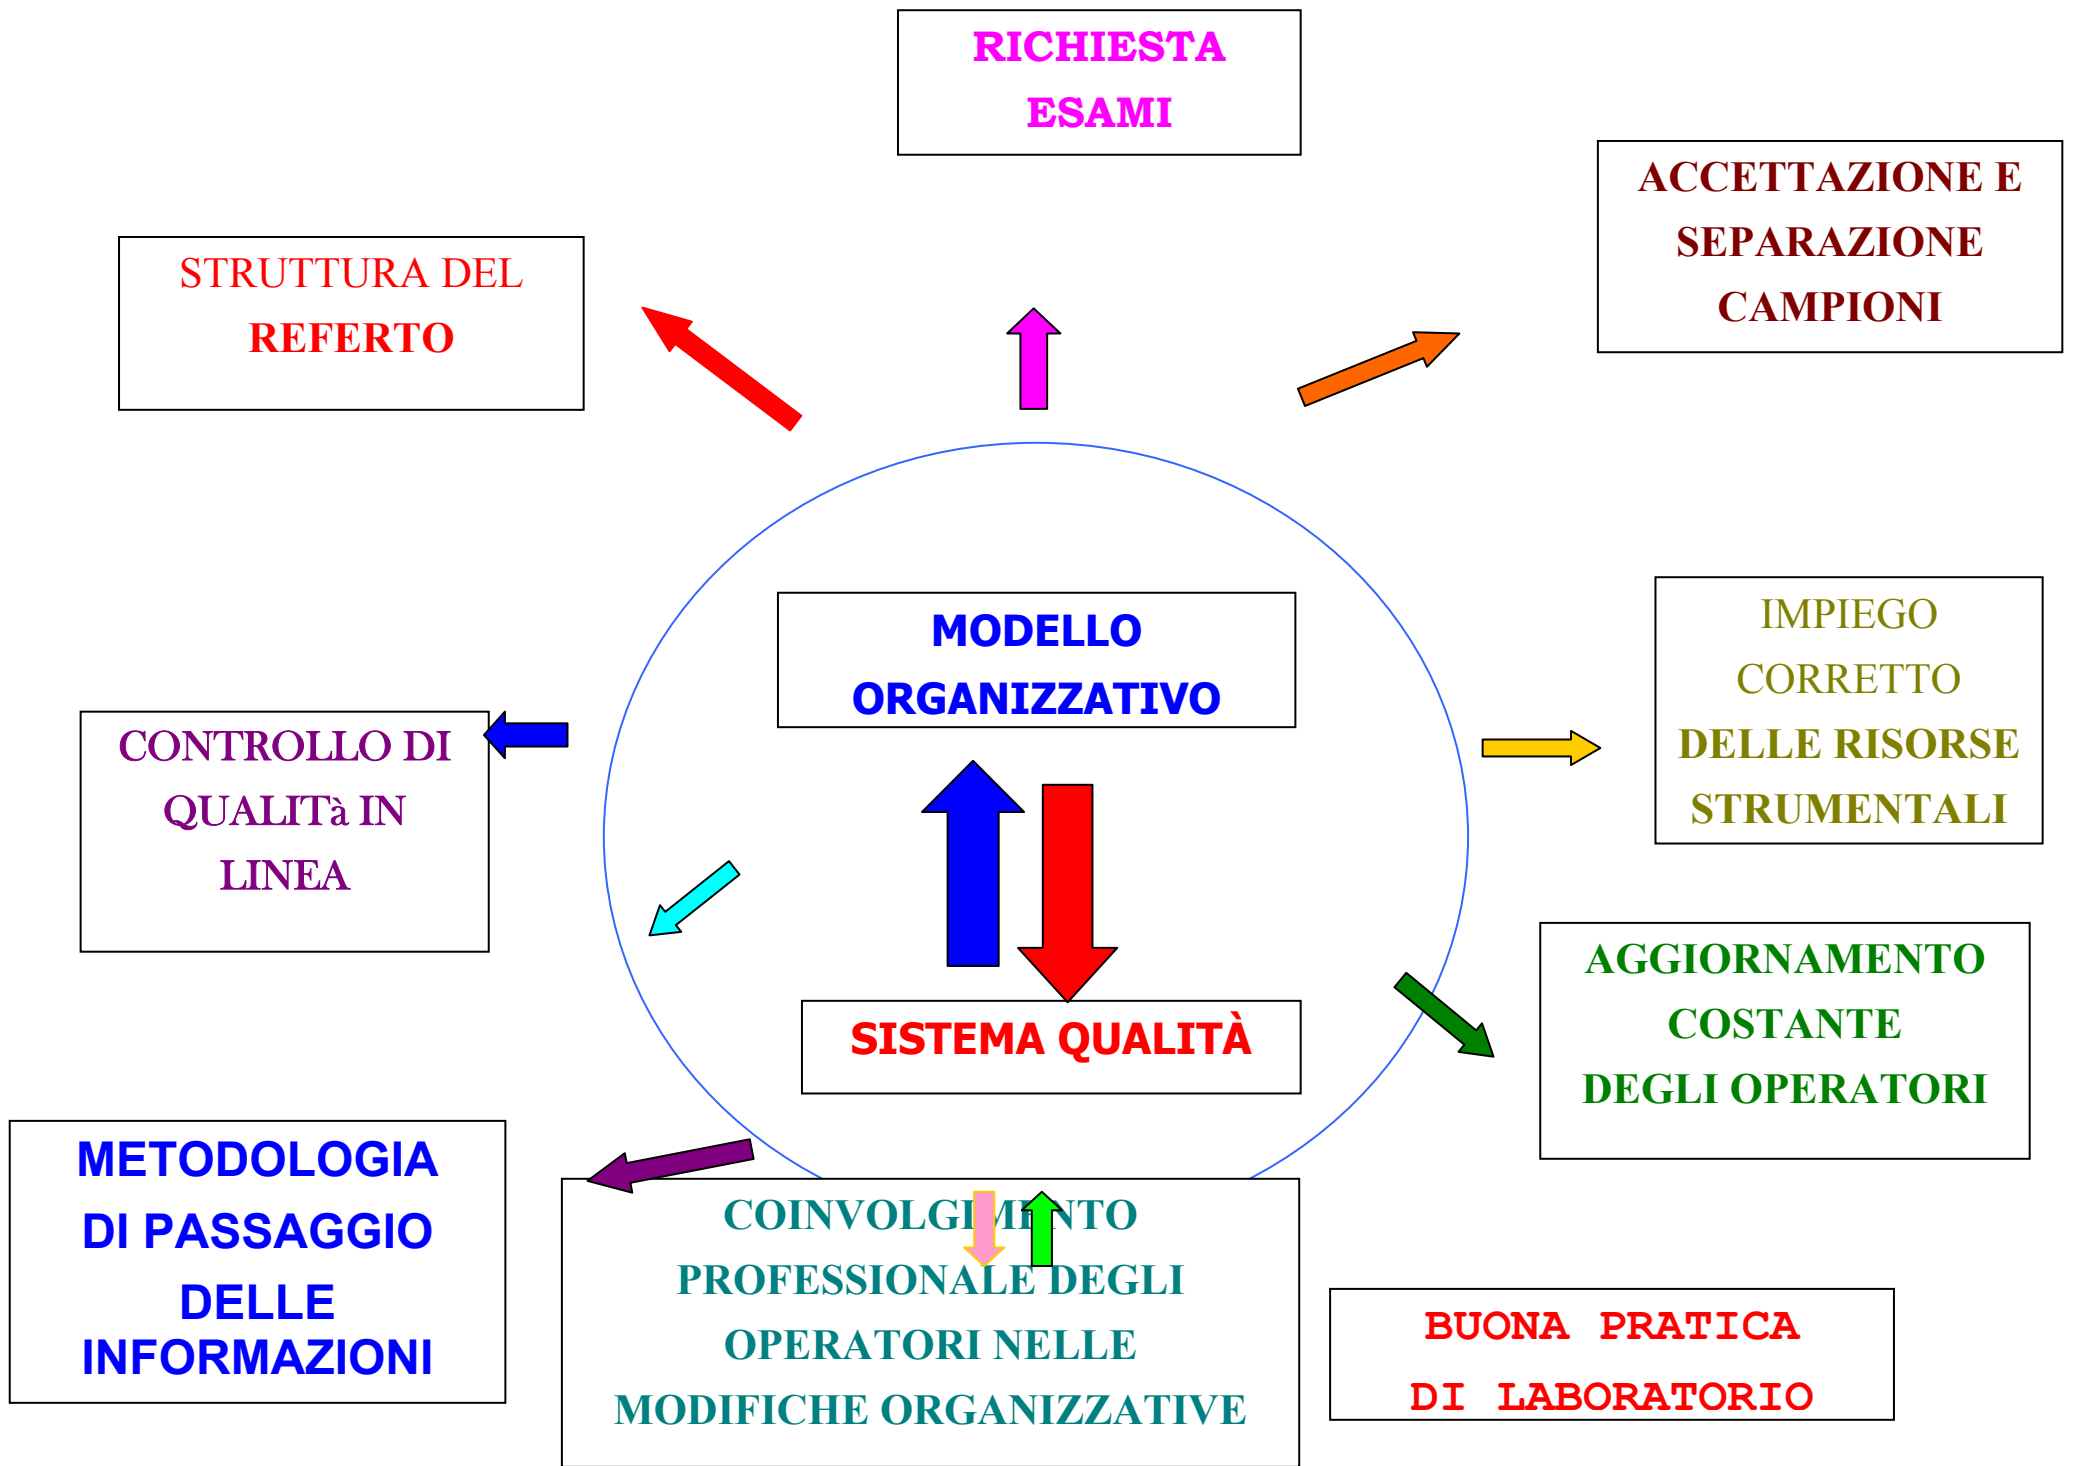 RICHIESTA
ESAMI
ACCETTAZIONE E
SEPARAZIONE
CAMPIONI
STRUTTURA DEL
REFERTO
MODELLO
ORGANIZZATIVO
IMPIEGO
CORRETTO
DELLE RISORSE
STRUMENTALI
CONTROLLO DI
QUALITà IN
LINEA
AGGIORNAMENTO
COSTANTE
DEGLI OPERATORI
SISTEMA QUALITÀ
METODOLOGIA
DI PASSAGGIO
DELLE
INFORMAZIONI
COINVOLGIMENTO
PROFESSIONALE DEGLI
OPERATORI NELLE
MODIFICHE ORGANIZZATIVE
BUONA PRATICA
DI LABORATORIO